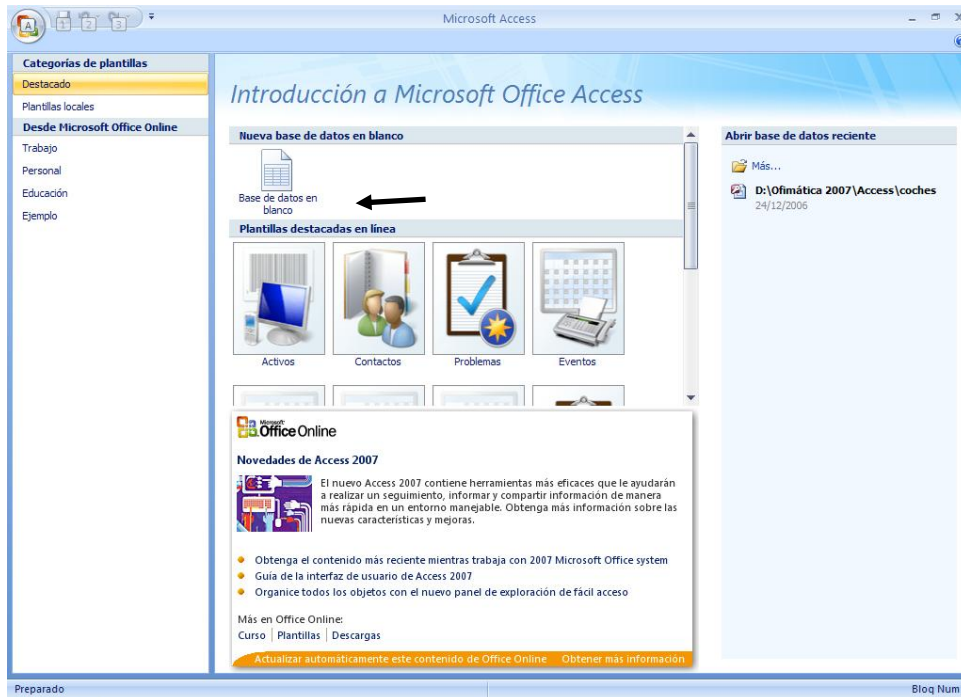 Microsoft Access
1 2 3
Categorías de plantillas
Destacado
Plantillas locales
Desde Microsoft Office Online
Trabajo
Personal
Educación
Ejemplo
Introducción a Microsoft Office Access
Nueva base de datos en blanco
Base de datos en
blanco
Plantillas destacadas en línea
Activos
Contactos
Problemas
Eventos
Microsoft
Office Online
Novedades de Access 2007
El nuevo Access 2007 contiene herramientas más eficaces que le ayudarán
a realizar un seguimiento, informar y compartir información de manera
más rápida en un entorno manejable. Obtenga más información sobre las
nuevas características y mejoras.
Obtenga el contenido más reciente mientras trabaja con 2007 Microsoft Office system
Guía de la interfaz de usuario de Access 2007
Organice todos los objetos con el nuevo panel de exploración de fácil acceso
Más en Office Online:
Curso | Plantillas | Descargas
Actualizar automáticamente este contenido de Office Online Obtener más información
Abrir base de datos reciente
Más...
D:\Ofimática 2007\Access\coches
24/12/2006
Preparado
Bloq Num